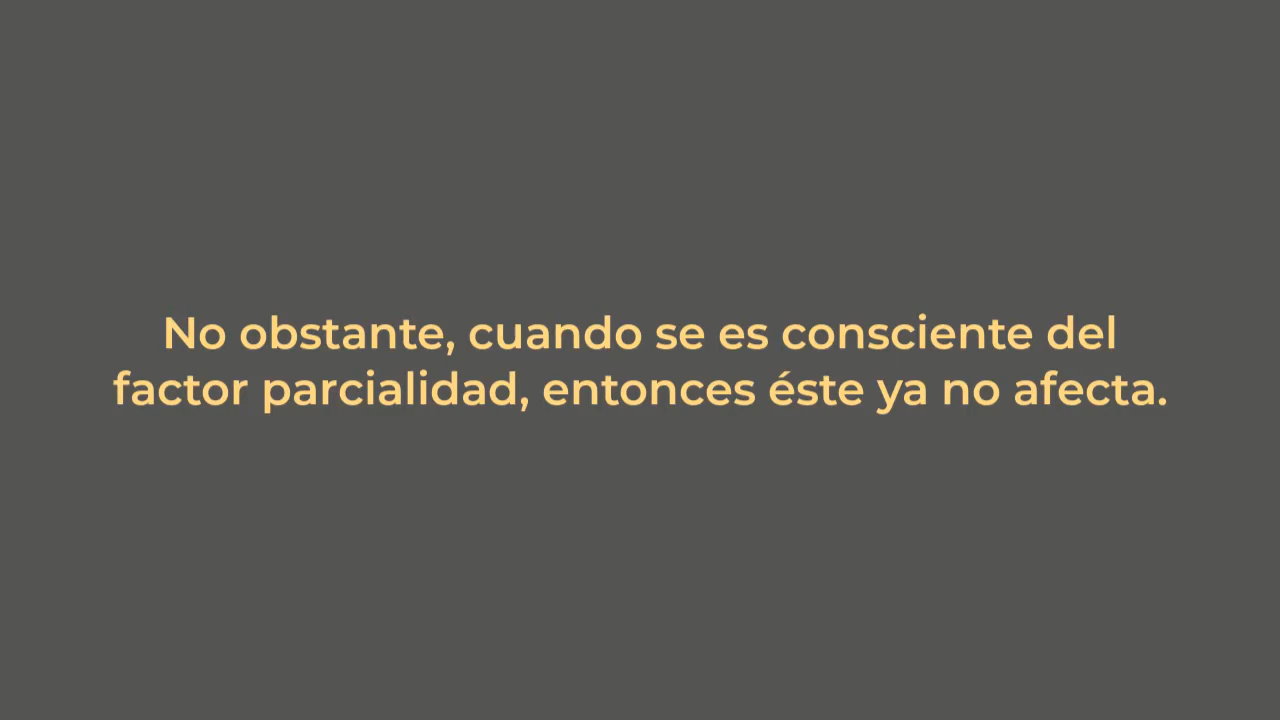 No obstante, cuando se es consciente del
factor parcialidad, entonces éste ya no afecta.